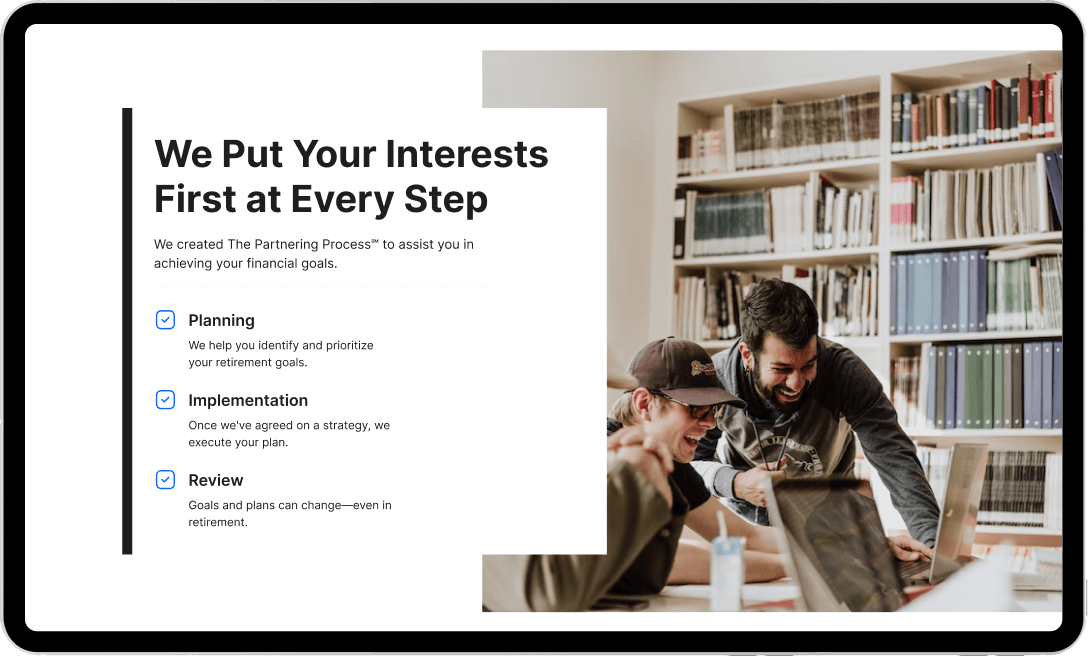 We Put Your Interests
First at Every Step
We created The Partnering Process℠ to assist you in
achieving your financial goals.
Planning
We help you identify and prioritize
your retirement goals.
Implementation
Once we've agreed on a strategy, we
execute your plan.
Review
Goals and plans can change—even in
retirement.